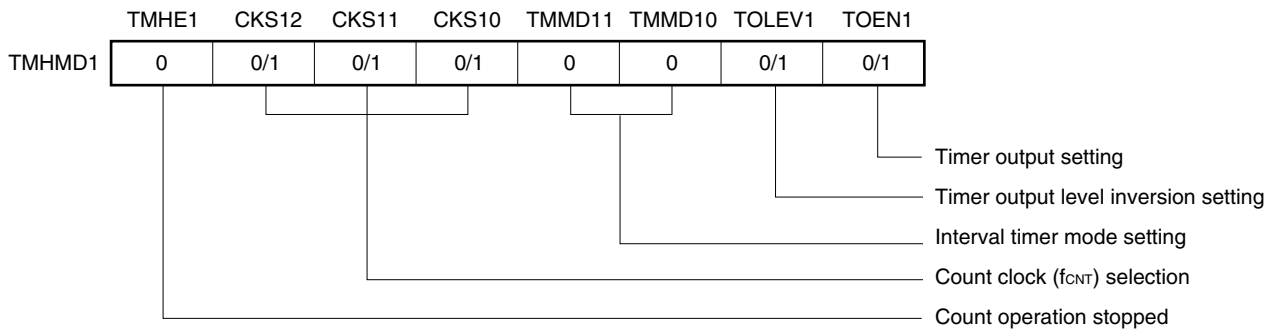 TMHE1 CKS12 CKS11 CKS10 TMMD11 TMMD10 TOLEV1 TOEN1
TMHMD1 0 0/1 0/1 0/1 0 0 0/1 0/1
Timer output setting
Timer output level inversion setting
Interval timer mode setting
Count clock (fCNT) selection
Count operation stopped